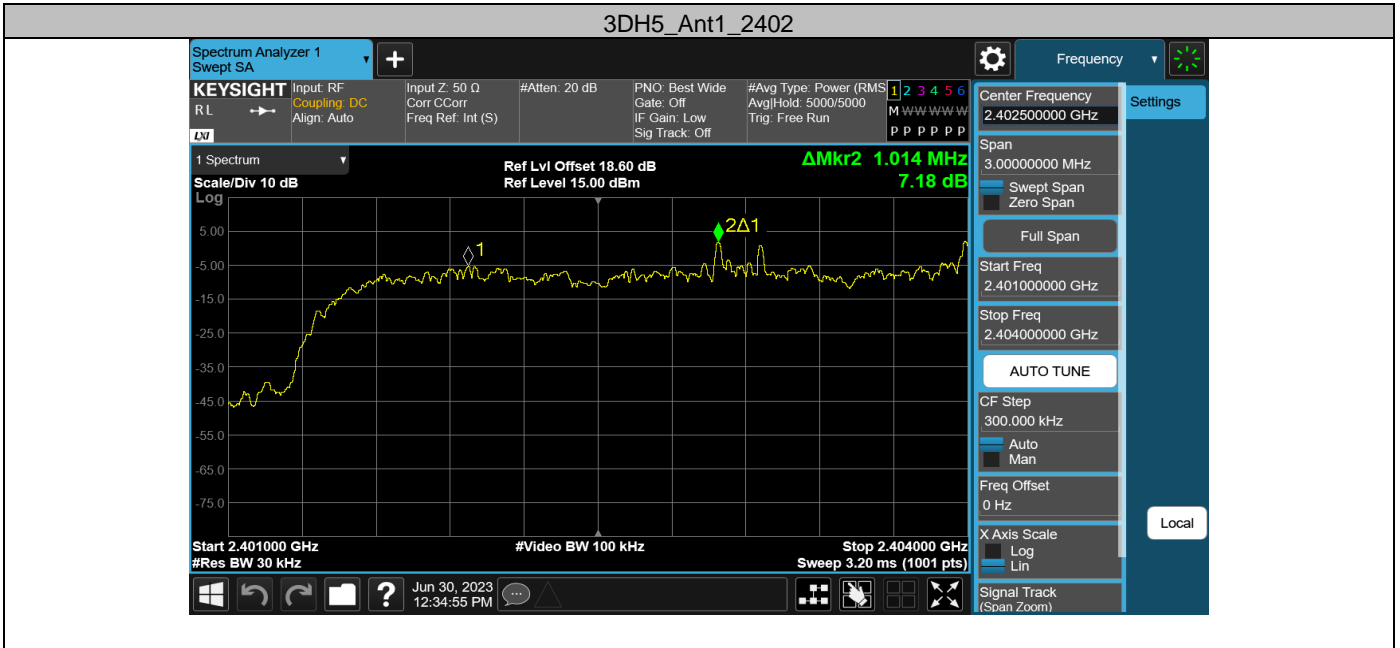 3DH5_Ant1_2402
Spectrum Analyzer 1
Swept SA
+
Frequency
KEYSIGHT
RL
LXI
Input: RF
Coupling: DC
Align: Auto
Input Z: 50 Ω
Corr CCorr
Freq Ref: Int (S)
#Atten: 20 dB
PNO: Best Wide
Gate: Off
IF Gain: Low
Sig Track: Off
#Avg Type: Power (RMS
Avg|Hold: 5000/5000
Trig: Free Run
1 2 3 4 5 6
M W W W W W
P P P P P P
1 Spectrum
Scale/Div 10 dB
Log
Ref Lvl Offset 18.60 dB
Ref Level 15.00 dBm
ΔMkr2 1.014 MHz
7.18 dB
5.00
-5.00
-15.0
-25.0
-35.0
-45.0
-55.0
-65.0
-75.0
1
2Δ1
Start 2.401000 GHz
#Res BW 30 kHz
#Video BW 100 kHz
Stop 2.404000 GHz
Sweep 3.20 ms (1001 pts)
Center Frequency
2.402500000 GHz
Span
3.00000000 MHz
Swept Span
Zero Span
Full Span
Start Freq
2.401000000 GHz
Stop Freq
2.404000000 GHz
AUTO TUNE
CF Step
300.000 kHz
Auto
Man
Freq Offset
0 Hz
X Axis Scale
Log
Lin
Signal Track
(Span Zoom)
Settings
Local
?
Jun 30, 2023
12:34:55 PM